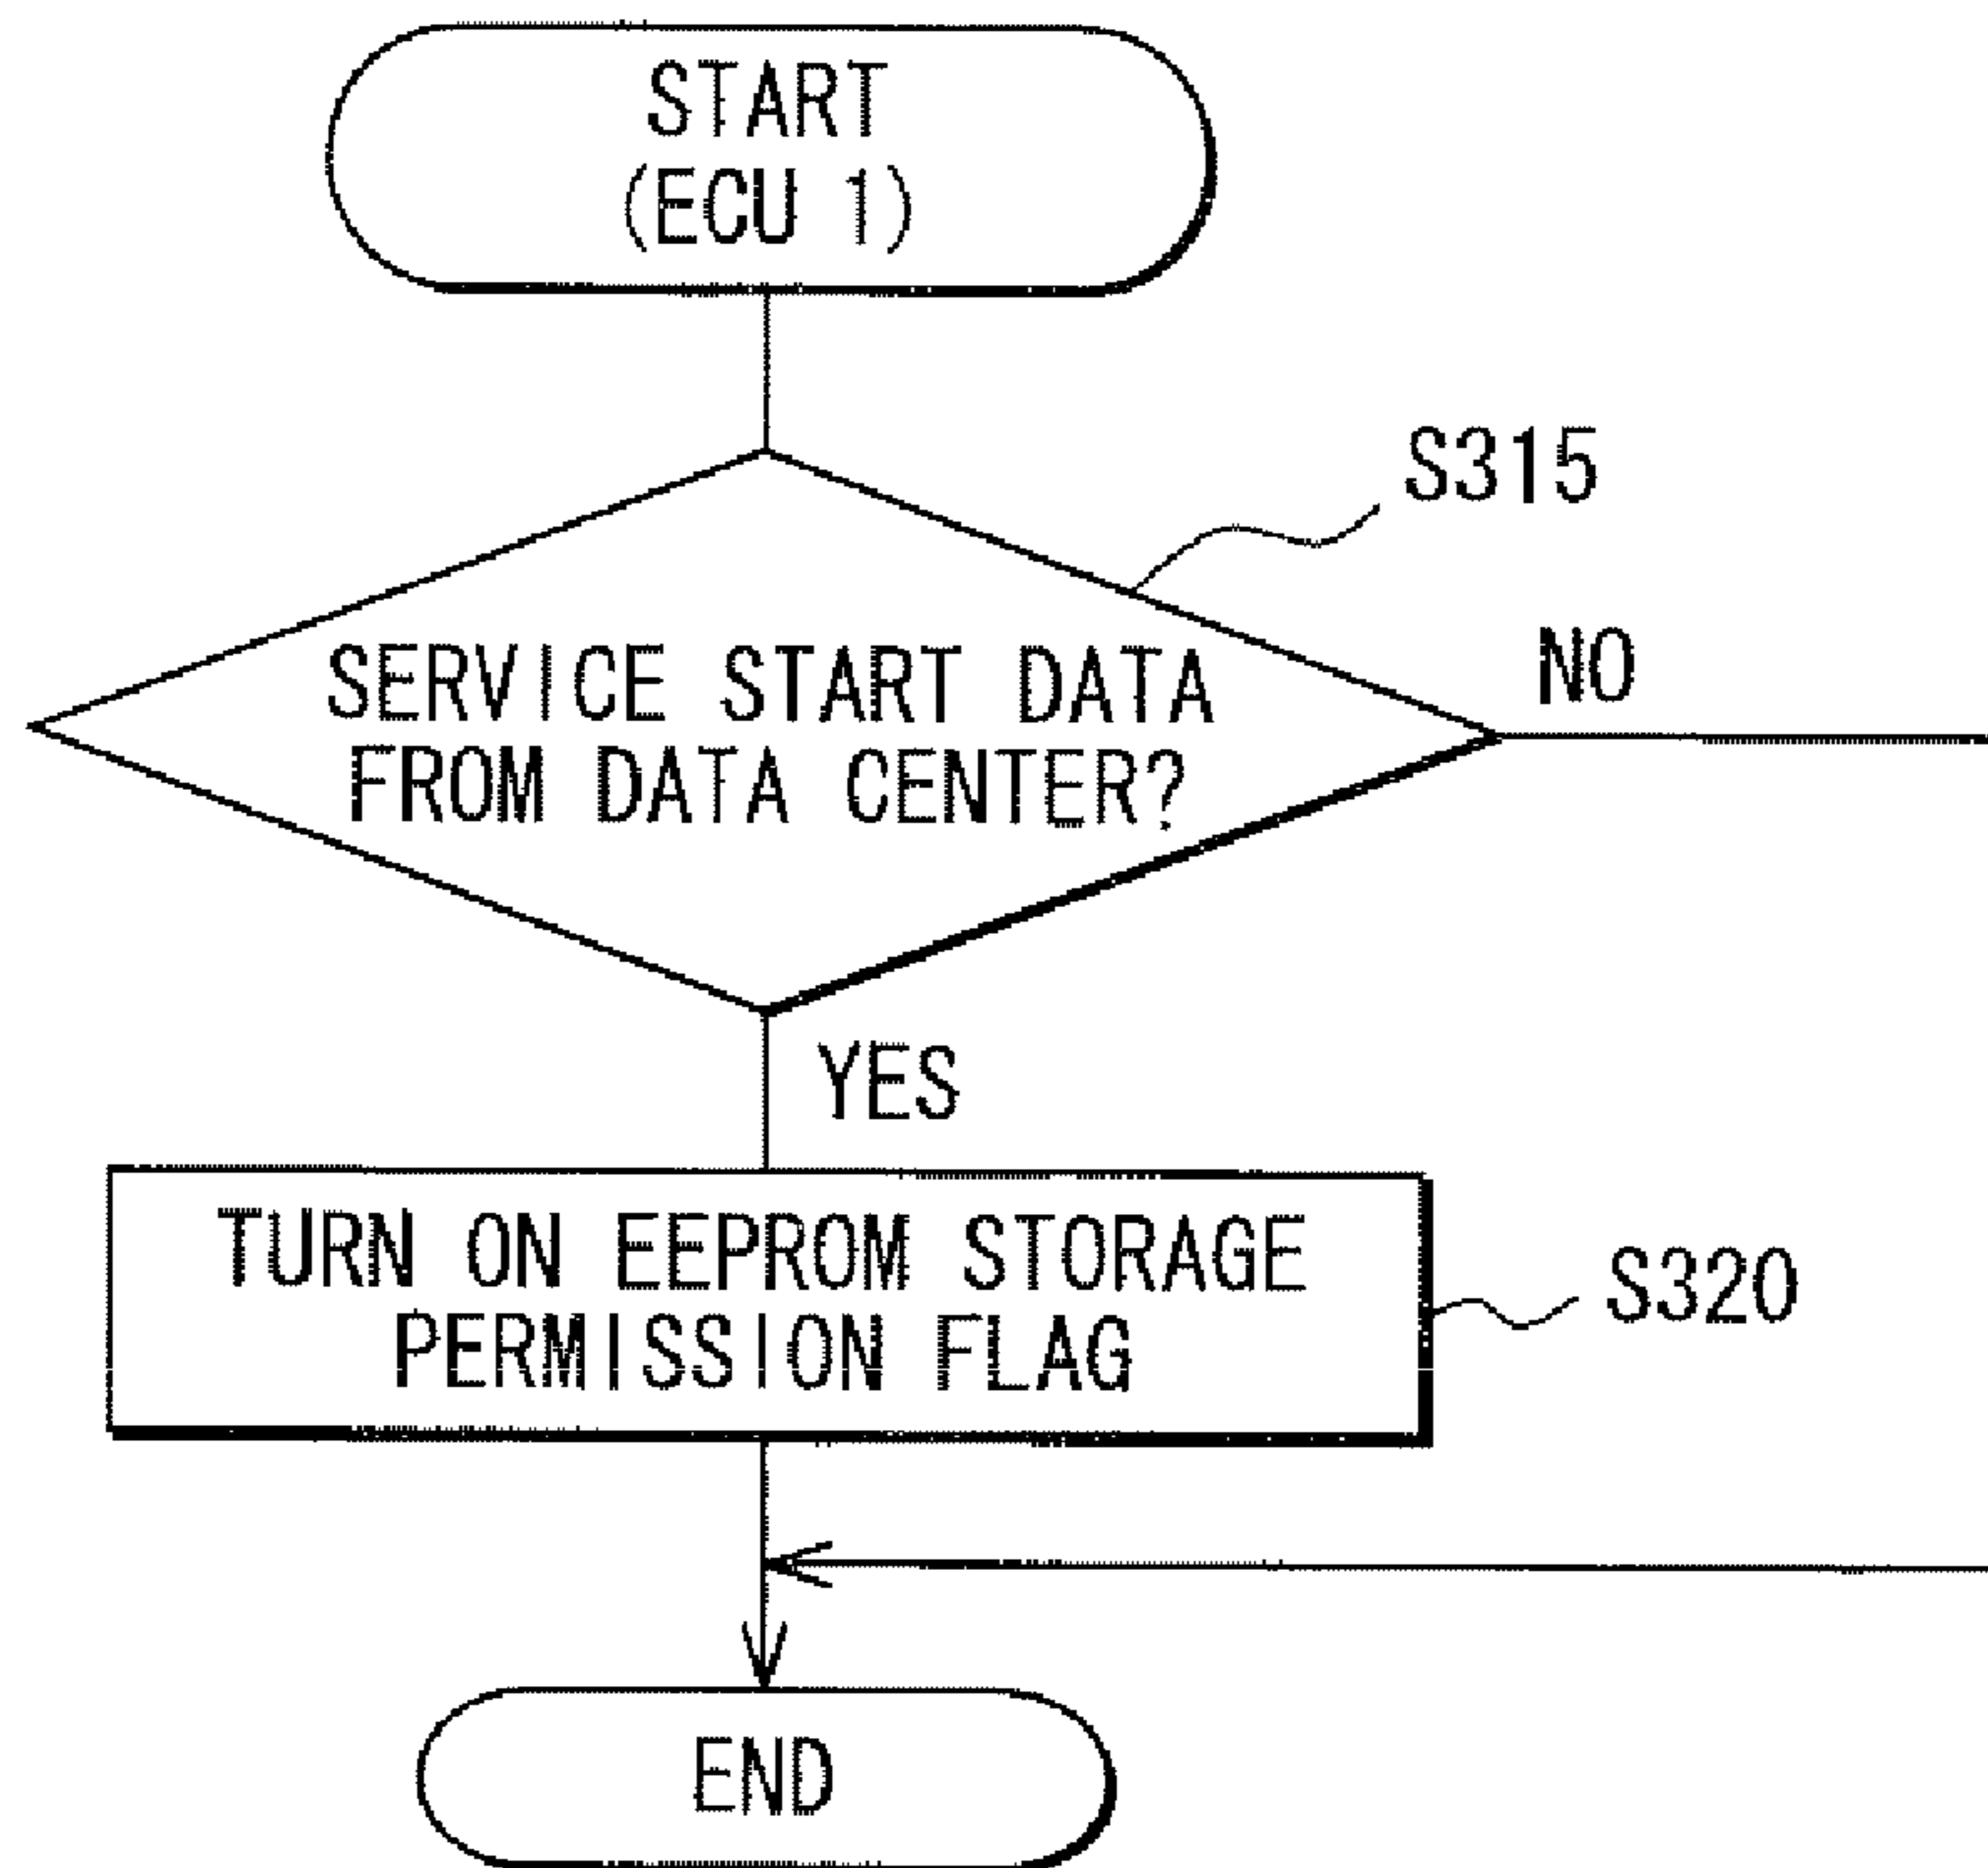 START
(ECU 1)
S315
SERVICE START DATA
FROM DATA CENTER?
NO
YES
TURN ON EEPROM STORAGE
PERMISSION FLAG
S320
END